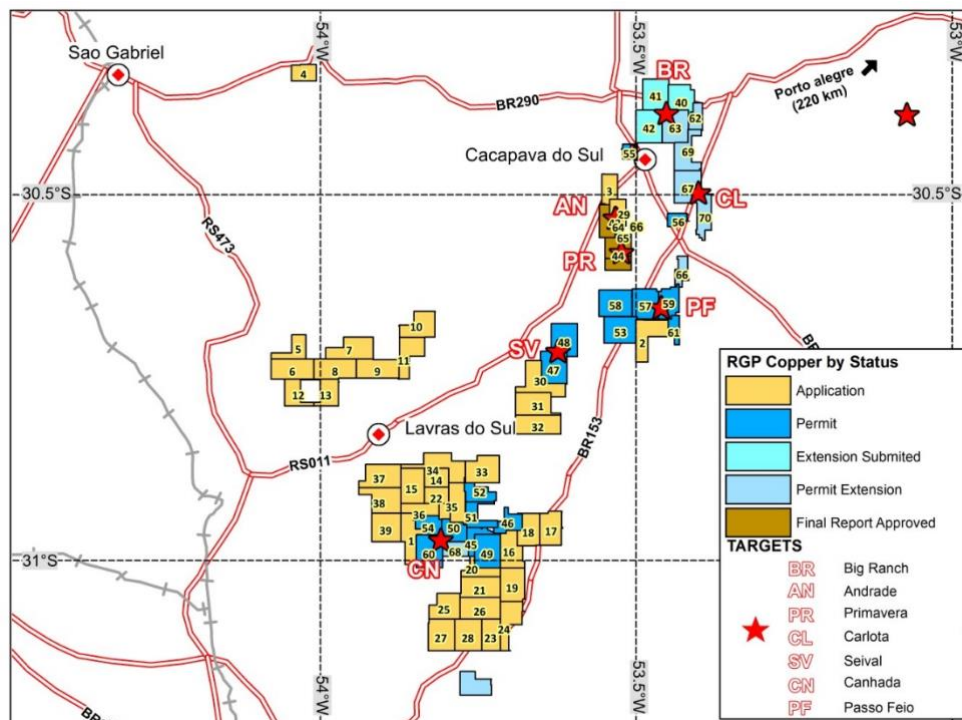 54°W
53.5°W
53°W
Sao Gabriel
4
BR290
BR
41
40
42
63
62
Porto alegre
(220 km)
55
69
Cacapava do Sul
30.5°S
30.5°S
67
CL
70
3
AN
29
64
66
65
56
PR
44
66
RS473
58
57
59
PF
53
61
2
10
5
7
11
6
8
9
12
13
SV
48
47
30
31
32
Lavras do Sul
RS011
BR153
37
34
33
14
15
52
38
22
35
36
51
46
39
54
50
18
17
1
45
60
68
49
16
CN
20
31°S
21
19
25
26
24
27
28
23
54°W
53.5°W
RGP Copper by Status
Application
Permit
Extension Submited
Permit Extension
Final Report Approved
TARGETS
BR Big Ranch
AN Andrade
PR Primavera
CL Carlota
SV Seival
CN Canhada
PF Passo Feio